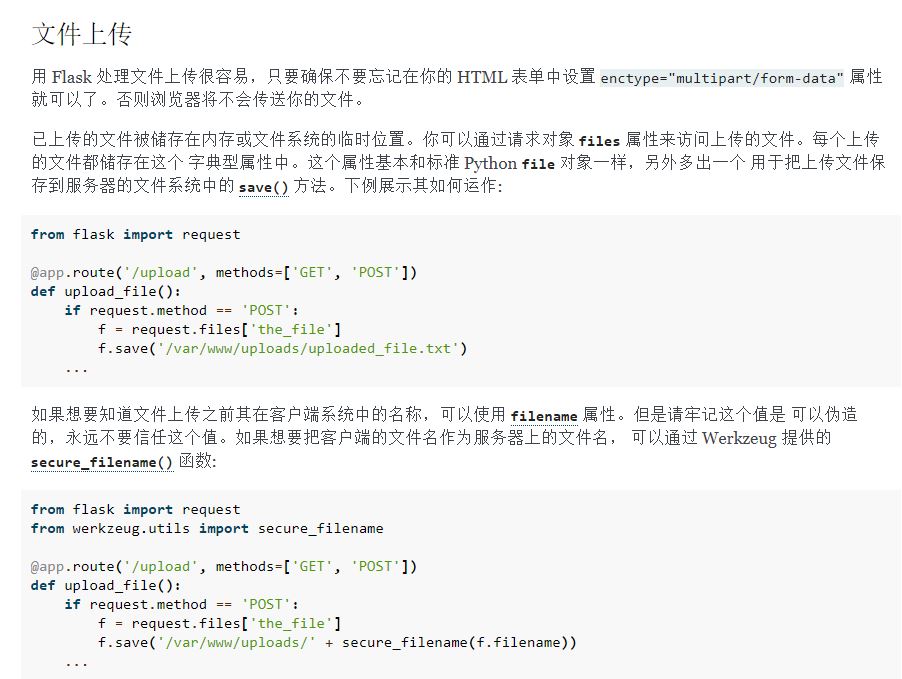 文件上传
用 Flask 处理文件上传很容易，只要确保不要忘记在你的 HTML 表单中设置 enctype="multipart/form-data" 属性
就可以了。否则浏览器将不会传送你的文件。
已上传的文件被储存在内存或文件系统的临时位置。你可以通过请求对象 files 属性来访问上传的文件。每个上传
的文件都储存在这个 字典型属性中。这个属性基本和标准 Python file 对象一样，另外多出一个 用于把上传文件保
存到服务器的文件系统中的 save() 方法。下例展示其如何运作:
from flask import request

@app.route('/upload', methods=['GET', 'POST'])
def upload_file():
    if request.method == 'POST':
        f = request.files['the_file']
        f.save('/var/www/uploads/uploaded_file.txt')
    ...
如果想要知道文件上传之前其在客户端系统中的名称，可以使用 filename 属性。但是请牢记这个值是 可以伪造
的，永远不要信任这个值。如果想要把客户端的文件名作为服务器上的文件名， 可以通过 Werkzeug 提供的
secure_filename() 函数:
from flask import request
from werkzeug.utils import secure_filename

@app.route('/upload', methods=['GET', 'POST'])
def upload_file():
    if request.method == 'POST':
        f = request.files['the_file']
        f.save('/var/www/uploads/' + secure_filename(f.filename))
    ...